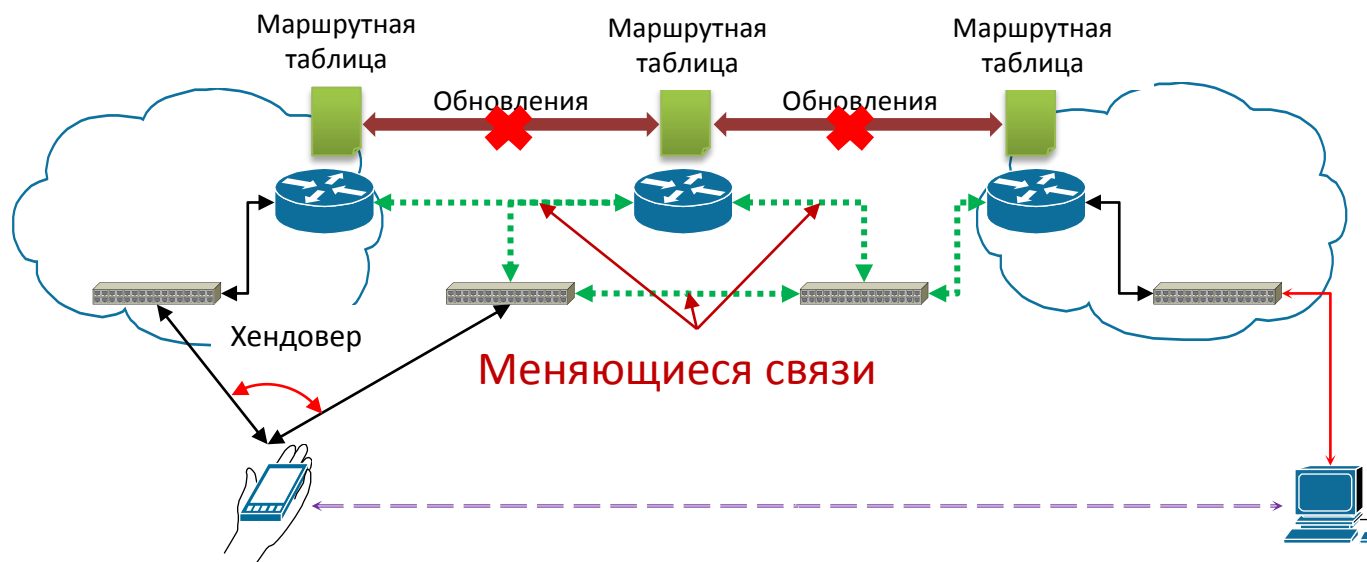 Маршрутная
таблица
Маршрутная
таблица
Маршрутная
таблица
Обновления
Обновления
Хендовер
Меняющиеся связи